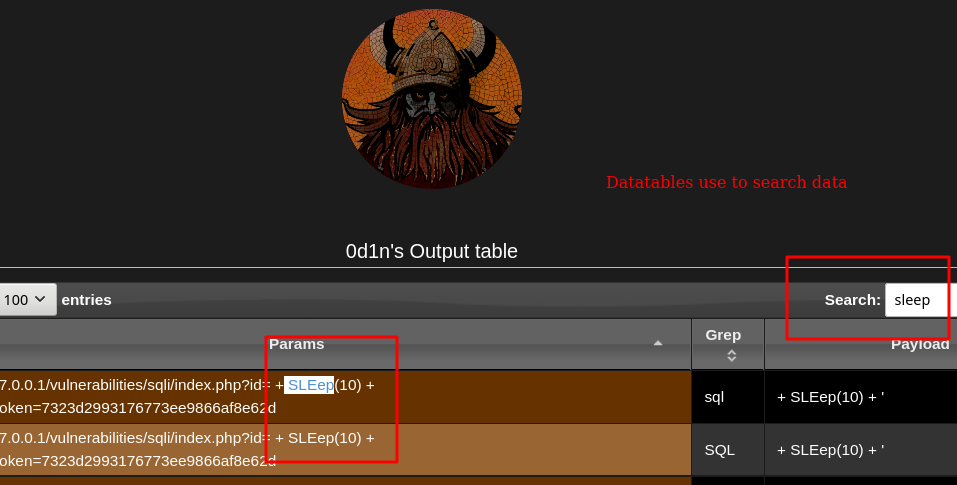 Datatables use to search data
0d1n's Output table
100 entries
Search: sleep
Params Grep Payload
7.0.0.1/vulnerabilities/sqli/index.php?id= + SLEep(10) +
oken=7323d2993176773ee9866af8e62d
sql + SLEep(10) + '
7.0.0.1/vulnerabilities/sqli/index.php?id= + SLEep(10) +
oken=7323d2993176773ee9866af8e62d
SQL + SLEep(10) + '